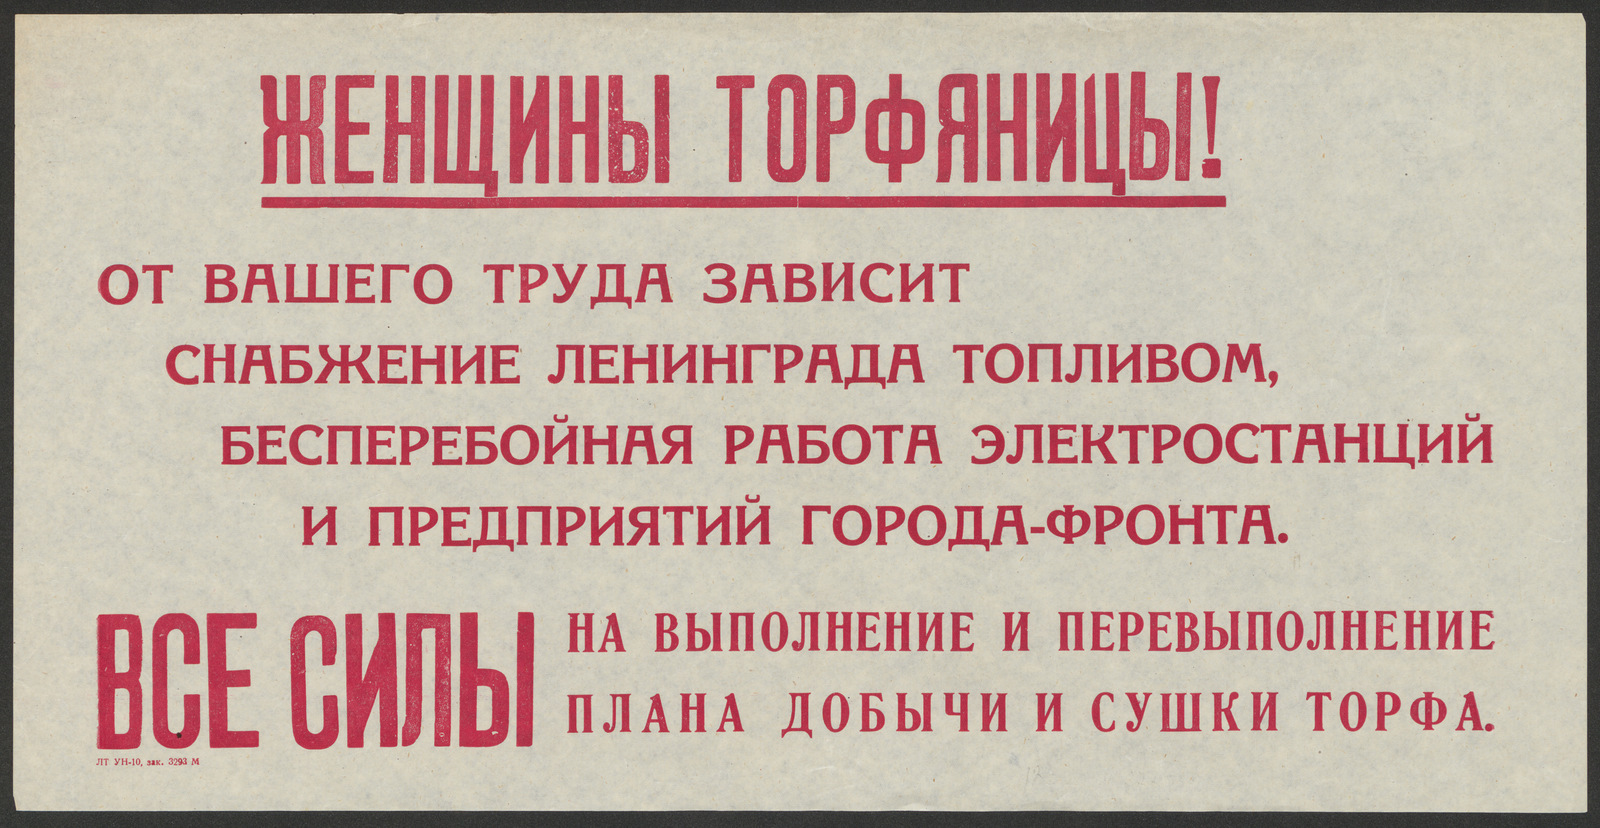 ЖЕНЩИНЫ ТОРФЯНИЦЫ!
ОТ ВАШЕГО ТРУДА ЗАВИСИТ
СНАБЖЕНИЕ ЛЕНИНГРАДА ТОПЛИВОМ,
БЕСПЕРЕБОЙНАЯ РАБОТА ЭЛЕКТРОСТАНЦИЙ
И ПРЕДПРИЯТИЙ ГОРОДА-ФРОНТА.
ВСЕ СИЛЫ
НА ВЫПОЛНЕНИЕ И ПЕРЕВЫПОЛНЕНИЕ
ПЛАНА ДОБЫЧИ И СУШКИ ТОРФА.
ЛТ УН-10, зак. 3293 М